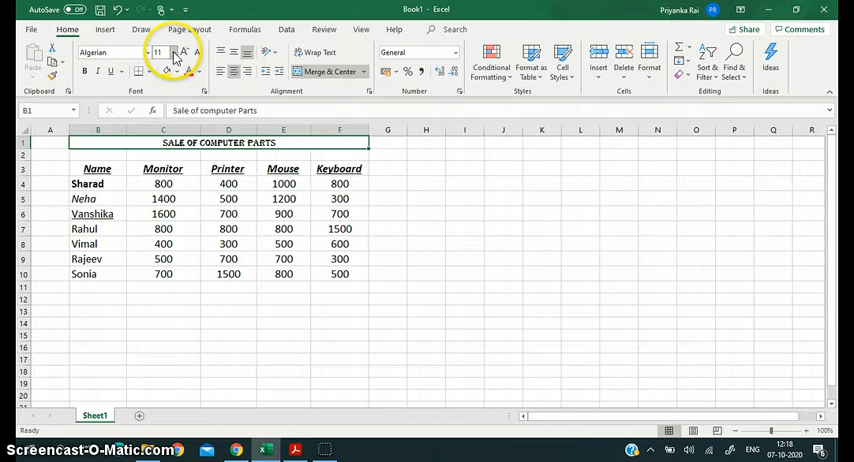 AutoSave Off Book1 - Excel Priyanka Rai PR
File Home Insert Draw Page Layout Formulas Data Review View Help Share Comments
Paste Algerian 11 A A Wrap Text General Conditional Formatting Format as Table Cell Styles Insert Delete Format Sort & Filter Find & Select Ideas
B I U A Merge & Center % 9
Clipboard Font Alignment Number Styles Cells Editing Ideas
B1 fx Sale of computer Parts
A B C D E F G H I J K L M N O P Q R
1 SALE OF COMPUTER PARTS
2
3 Name Monitor Printer Mouse Keyboard
4 Sharad 800 400 1000 800
5 Neha 1400 500 1200 300
6 Vanshika 1600 700 900 700
7 Rahul 800 800 800 1500
8 Vimal 400 300 500 600
9 Rajeev 500 700 700 300
10 Sonia 700 1500 800 500
11
12
13
14
15
16
17
18
19
20
21
Sheet1
Ready 100%
Screencast-O-Matic.com ENG 12:18
07-10-2020 6